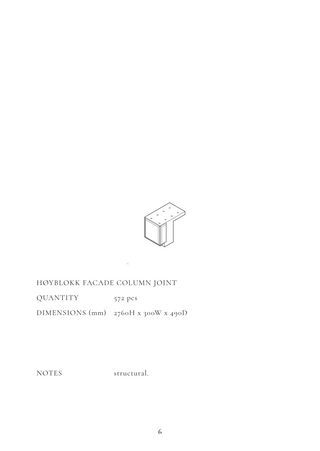 HØYBLOKK FACADE COLUMN JOINT
QUANTITY 572 pcs
DIMENSIONS (mm) 2760H x 300W x 490D
NOTES structural.
6